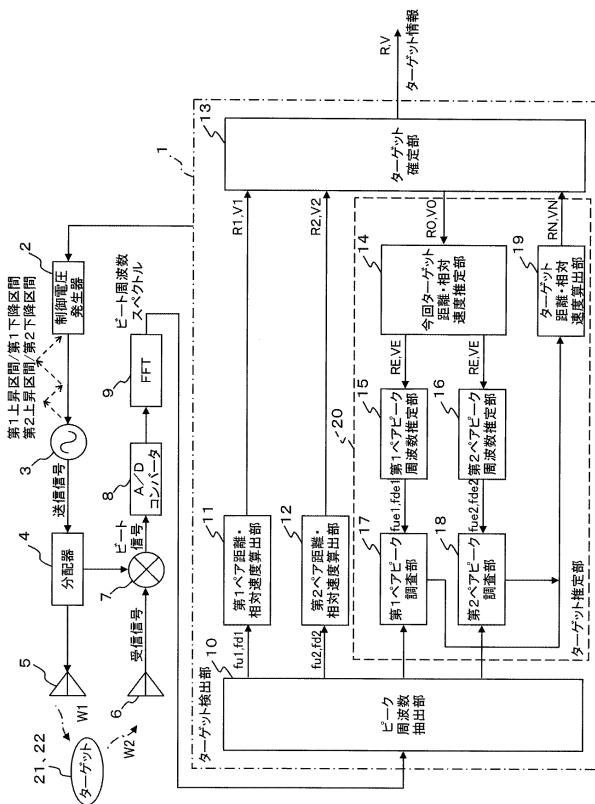 第1上昇区間/第1下降区間
第2上昇区間/第2下降区間
1
2
制御電圧
発生器
3
送信信号
4
分配器
5
W1
21、22
ターゲット
W2
6
受信信号
7
ビート
信号
8
A/D
コンバータ
9
FFT
ビート周波数
スペクトル
ターゲット検出部
10
ピーク
周波数
抽出部
fu1,fd1
11
第1ペア距離・
相対速度算出部
R1,V1
fu2,fd2
12
第2ペア距離・
相対速度算出部
R2,V2
13
ターゲット
確定部
R,V
ターゲット情報
20
RO,VO
14
今回ターゲット
距離・相対
速度推定部
RE,VE
RE,VE
15
第1ペアピーク
周波数推定部
16
第2ペアピーク
周波数推定部
fue1,fde1
fue2,fde2
17
第1ペアピーク
調査部
18
第2ペアピーク
調査部
19
ターゲット
距離・相対
速度算出部
RN,VN
ターゲット推定部